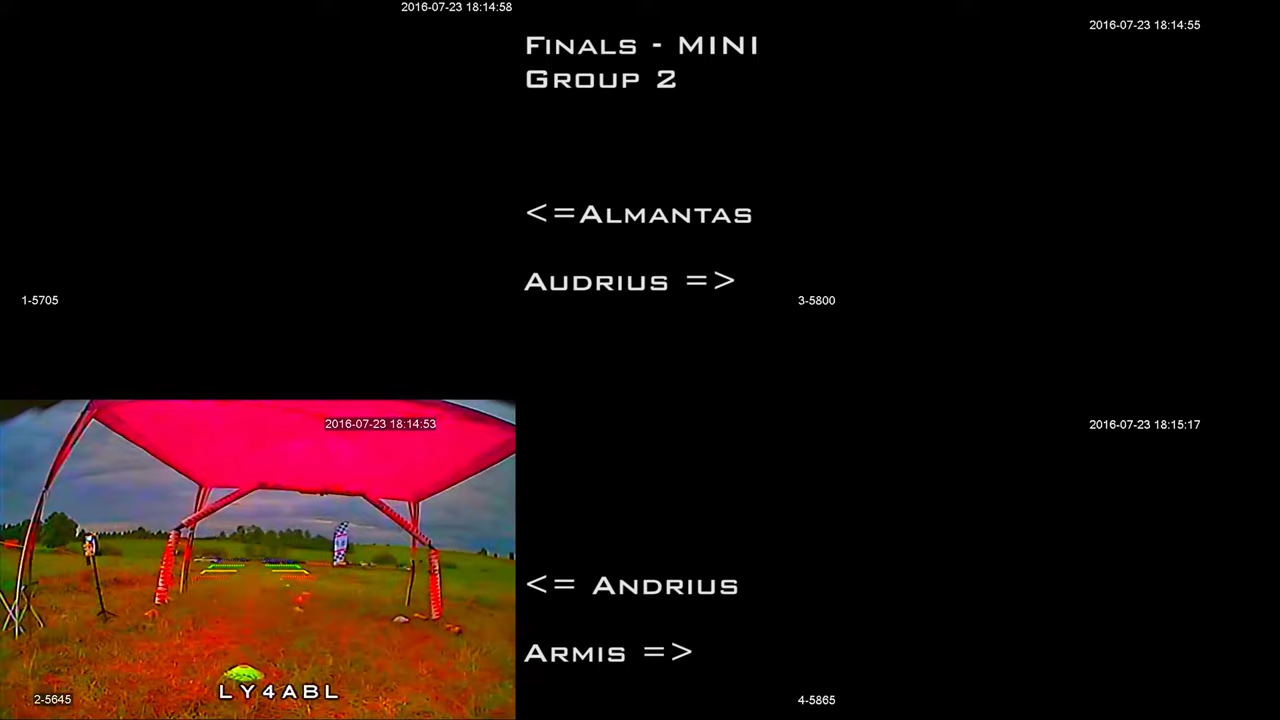 2016-07-23 18:14:58
2016-07-23 18:14:55
FINALS - MINI
GROUP 2
<=ALMANTAS
AUDRIUS =>
1-5705
3-5800
2016-07-23 18:14:53
2016-07-23 18:15:17
<= ANDRIUS
ARMIS =>
LY4ABL
2-5645
4-5865